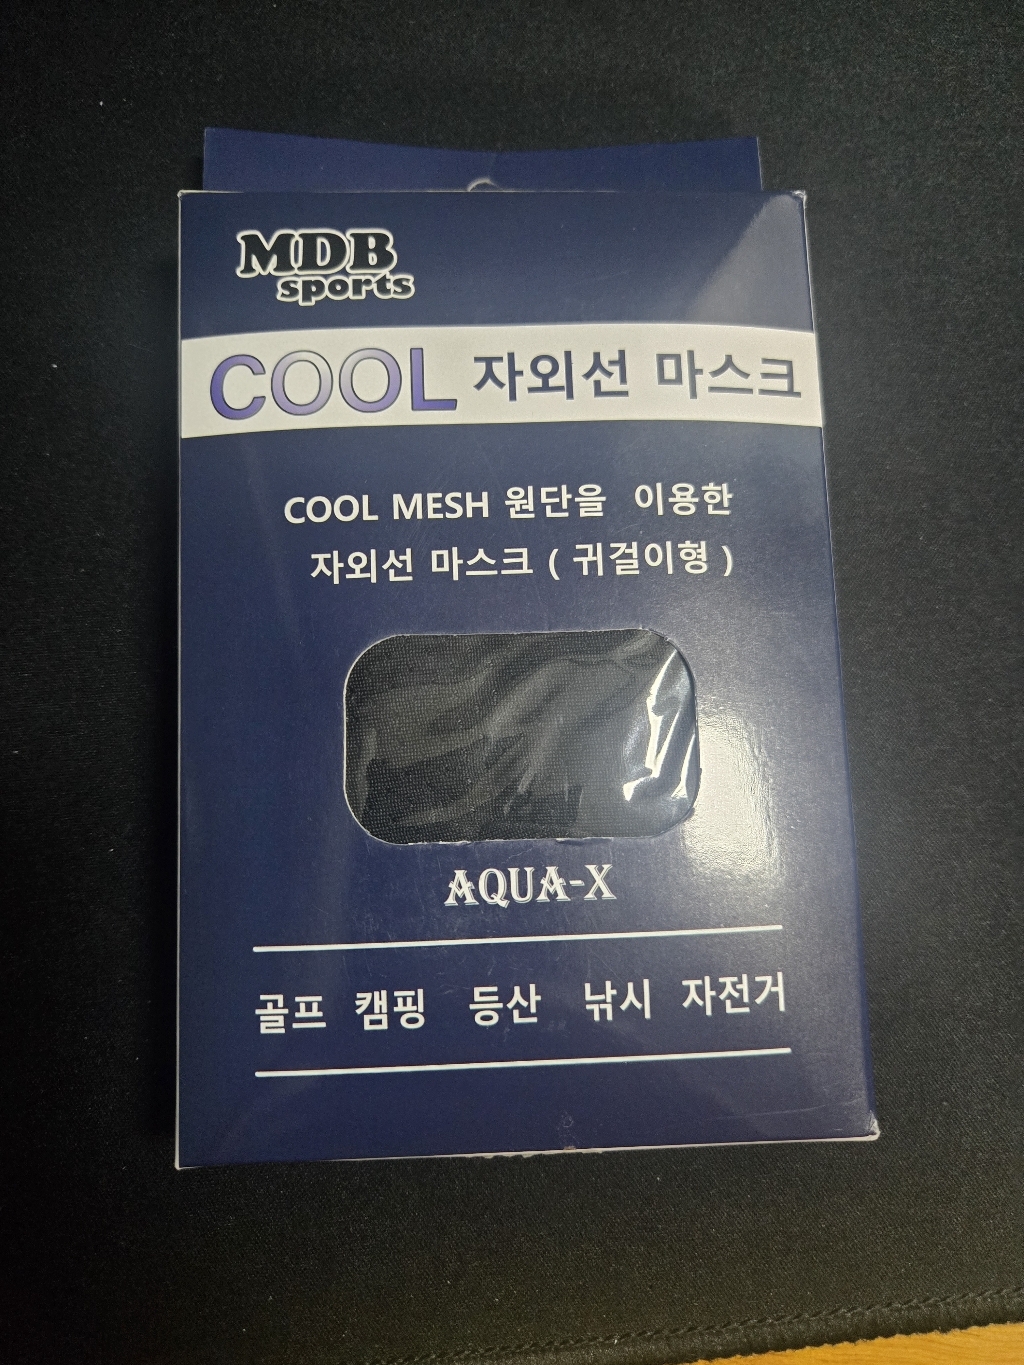 MDB
sports
COOL 자외선 마스크
COOL MESH 원단을 이용한
자외선 마스크 ( 귀걸이형 )
AQUA-X
골프 캠핑 등산 낚시 자전거